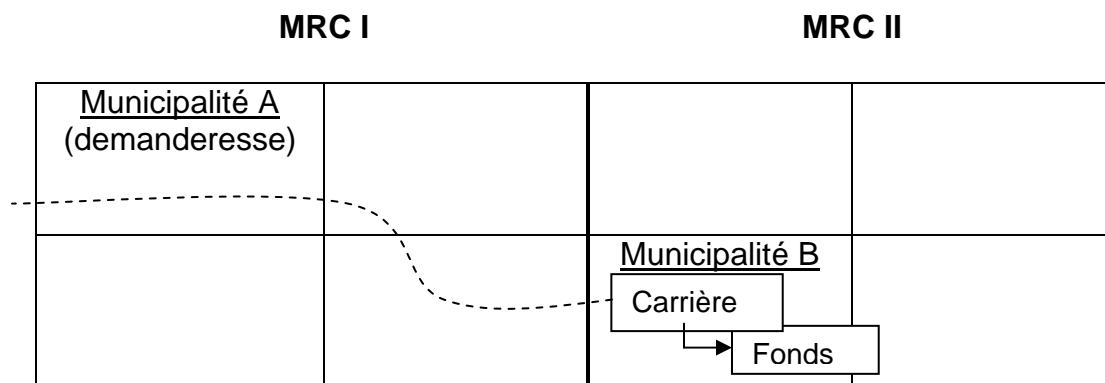 MRC I
MRC II
Municipalité A
(demanderesse)
Municipalité B
Carrière
Fonds